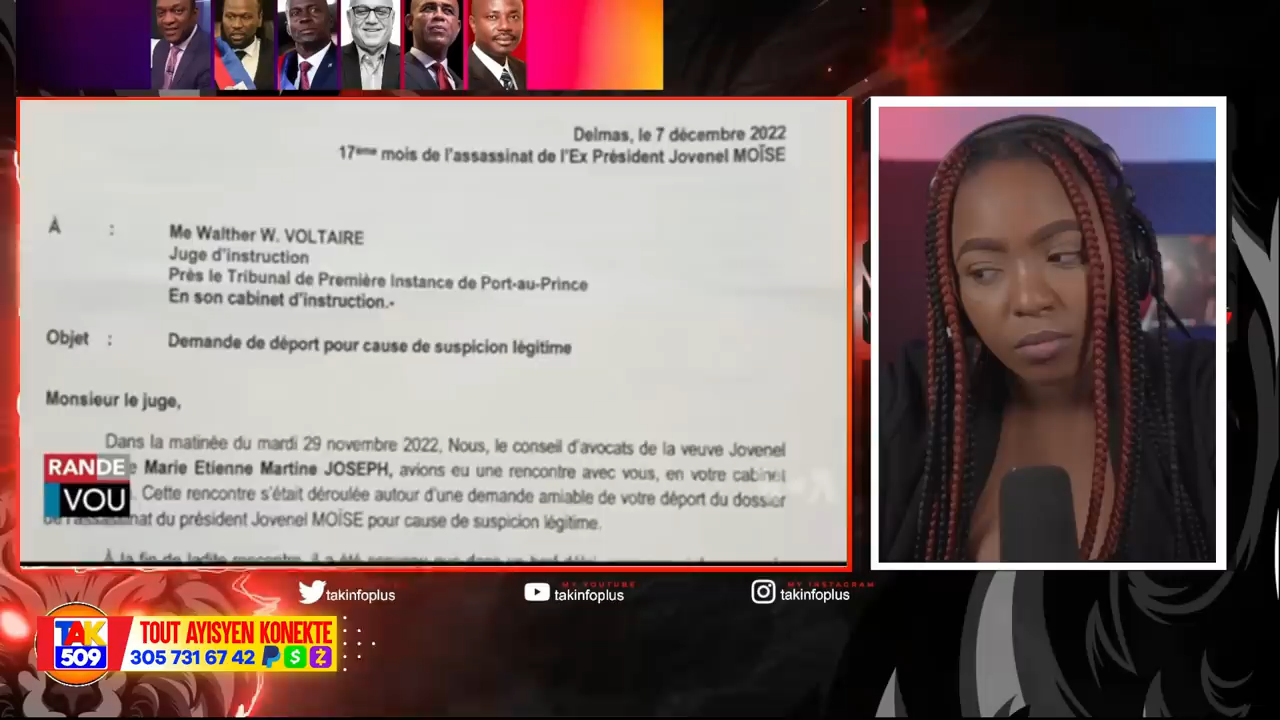 Delmas, le 7 décembre 2022
17ème mois de l'assassinat de l'Ex Président Jovenel MOÏSE
À :
Me Walther W. VOLTAIRE
Juge d'instruction
Près le Tribunal de Première Instance de Port-au-Prince
En son cabinet d'instruction.-
Objet : Demande de déport pour cause de suspicion légitime
Monsieur le juge,
Dans la matinée du mardi 29 novembre 2022, Nous, le conseil d'avocats de la veuve Jovenel
Marie Etienne Martine JOSEPH, avions eu une rencontre avec vous, en votre cabinet
. Cette rencontre s'était déroulée autour d'une demande amiable de votre déport du dossier
du président Jovenel MOÏSE pour cause de suspicion légitime.
RANDE
VOU
MY YOUTUBE
MY INSTAGRAM
takinfoplus
takinfoplus
takinfoplus
TAK
509
TOUT AYISYEN KONEKTE
305 731 67 42